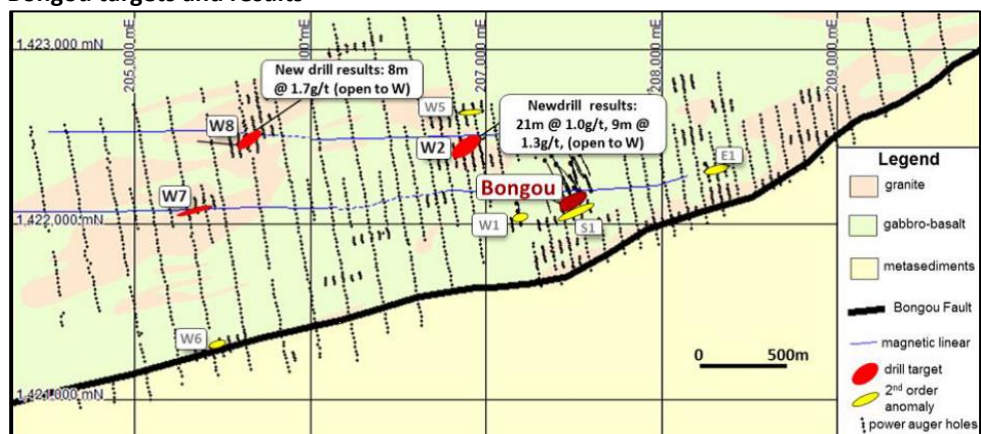 Bongou targets and results
1,423,000 mN
205,000 mE
207,000 mE
208,000 mE
209,000 mE
New drill results: 8m
@ 1.7g/t (open to W)
W8
W5
W2
Newdrill results:
21m @ 1.0g/t, 9m @
1.3g/t, (open to W)
E1
Bongou
W7
W1
S1
1,422,000 mN
W6
0 500m
1,421,000 mN
Legend
granite
gabbro-basalt
metasediments
Bongou Fault
magnetic linear
drill target
2nd order
anomaly
power auger holes